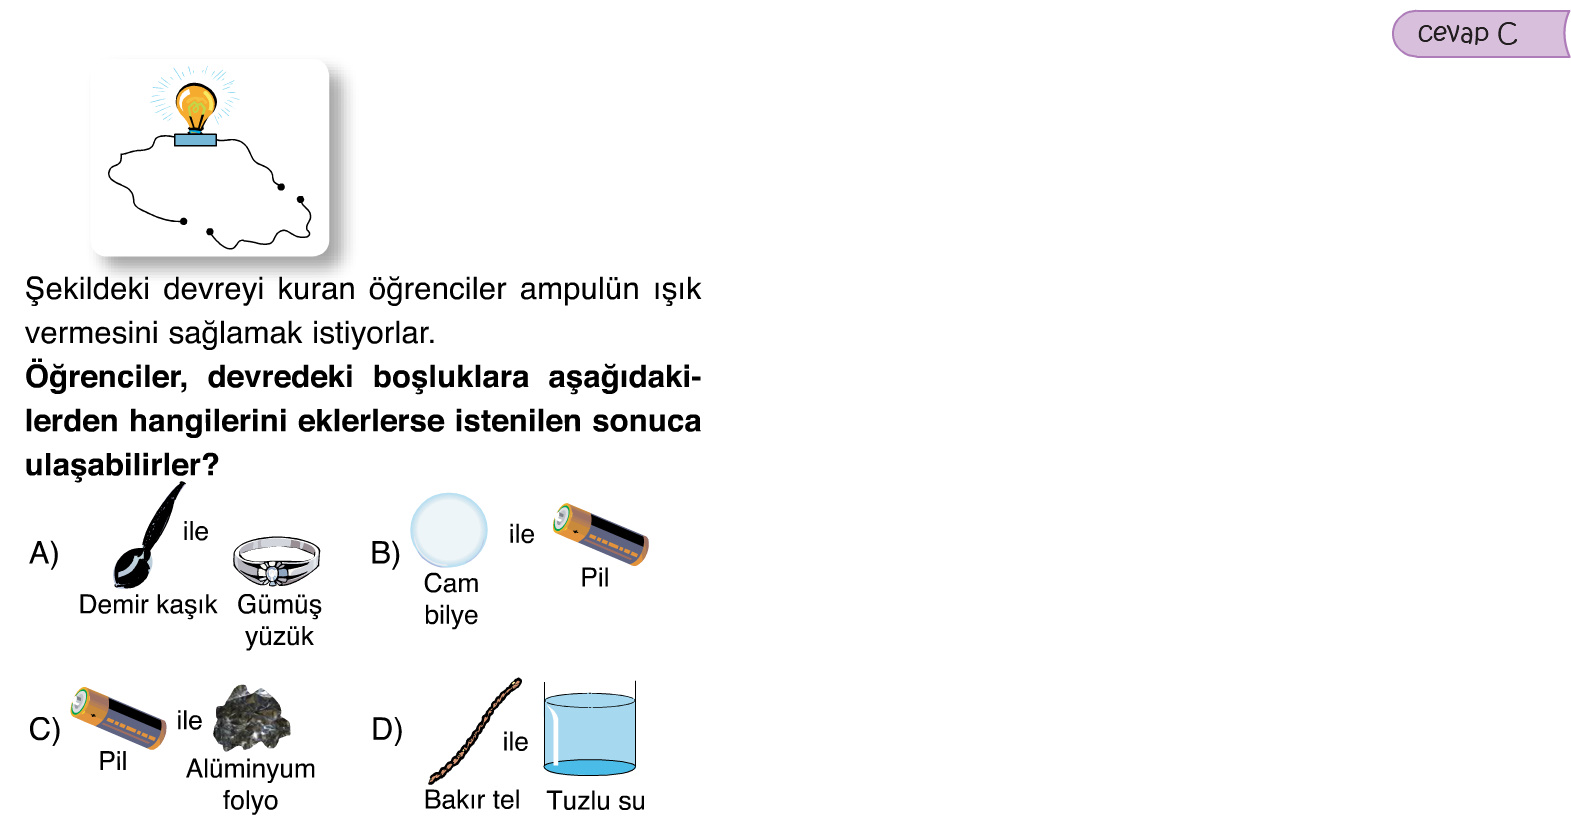 cevap C
Şekildeki devreyi kuran öğrenciler ampulün ışık
vermesini sağlamak istiyorlar.
Öğrenciler, devredeki boşluklara aşağıdaki-
lerden hangilerini eklerlerse istenilen sonuca
ulaşabilirler?
A) ile
Demir kaşık Gümüş
yüzük
B) ile
Cam
bilye
Pil
C) ile
Pil
Alüminyum
folyo
D) ile
Bakır tel Tuzlu su